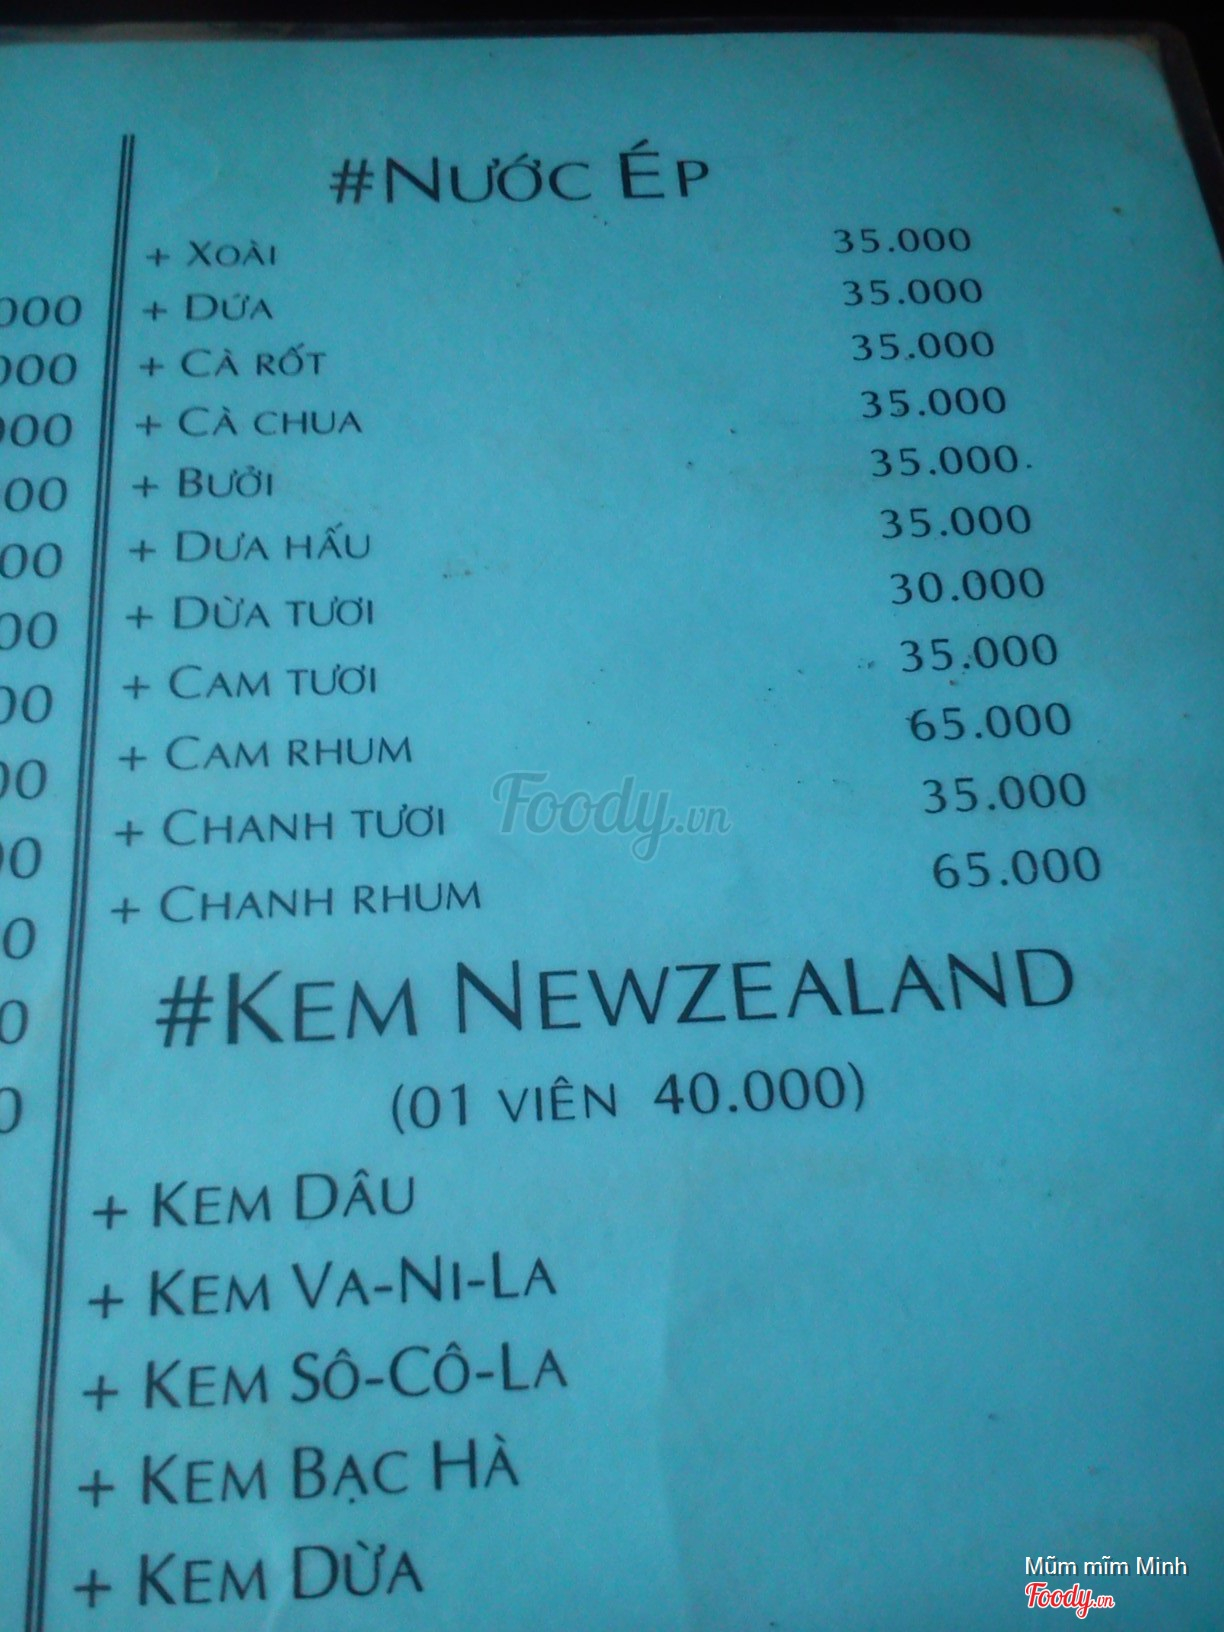 #NƯỚC ÉP
+ XOÀI 35.000
+ DỨA 35.000
+ CÀ RỐT 35.000
+ CÀ CHUA 35.000
+ BƯỞI 35.000
+ DƯA HẤU 35.000
+ DỪA TƯƠI 30.000
+ CAM TƯƠI 35.000
+ CAM RHUM 65.000
+ CHANH TƯƠI 35.000
+ CHANH RHUM 65.000
#KEM NEWZEALAND
(01 VIÊN 40.000)
+ KEM DÂU
+ KEM VA-NI-LA
+ KEM SÔ-CÔ-LA
+ KEM BẠC HÀ
+ KEM DỪA
Foody.vn
Mũm mĩm Minh
Foody.vn